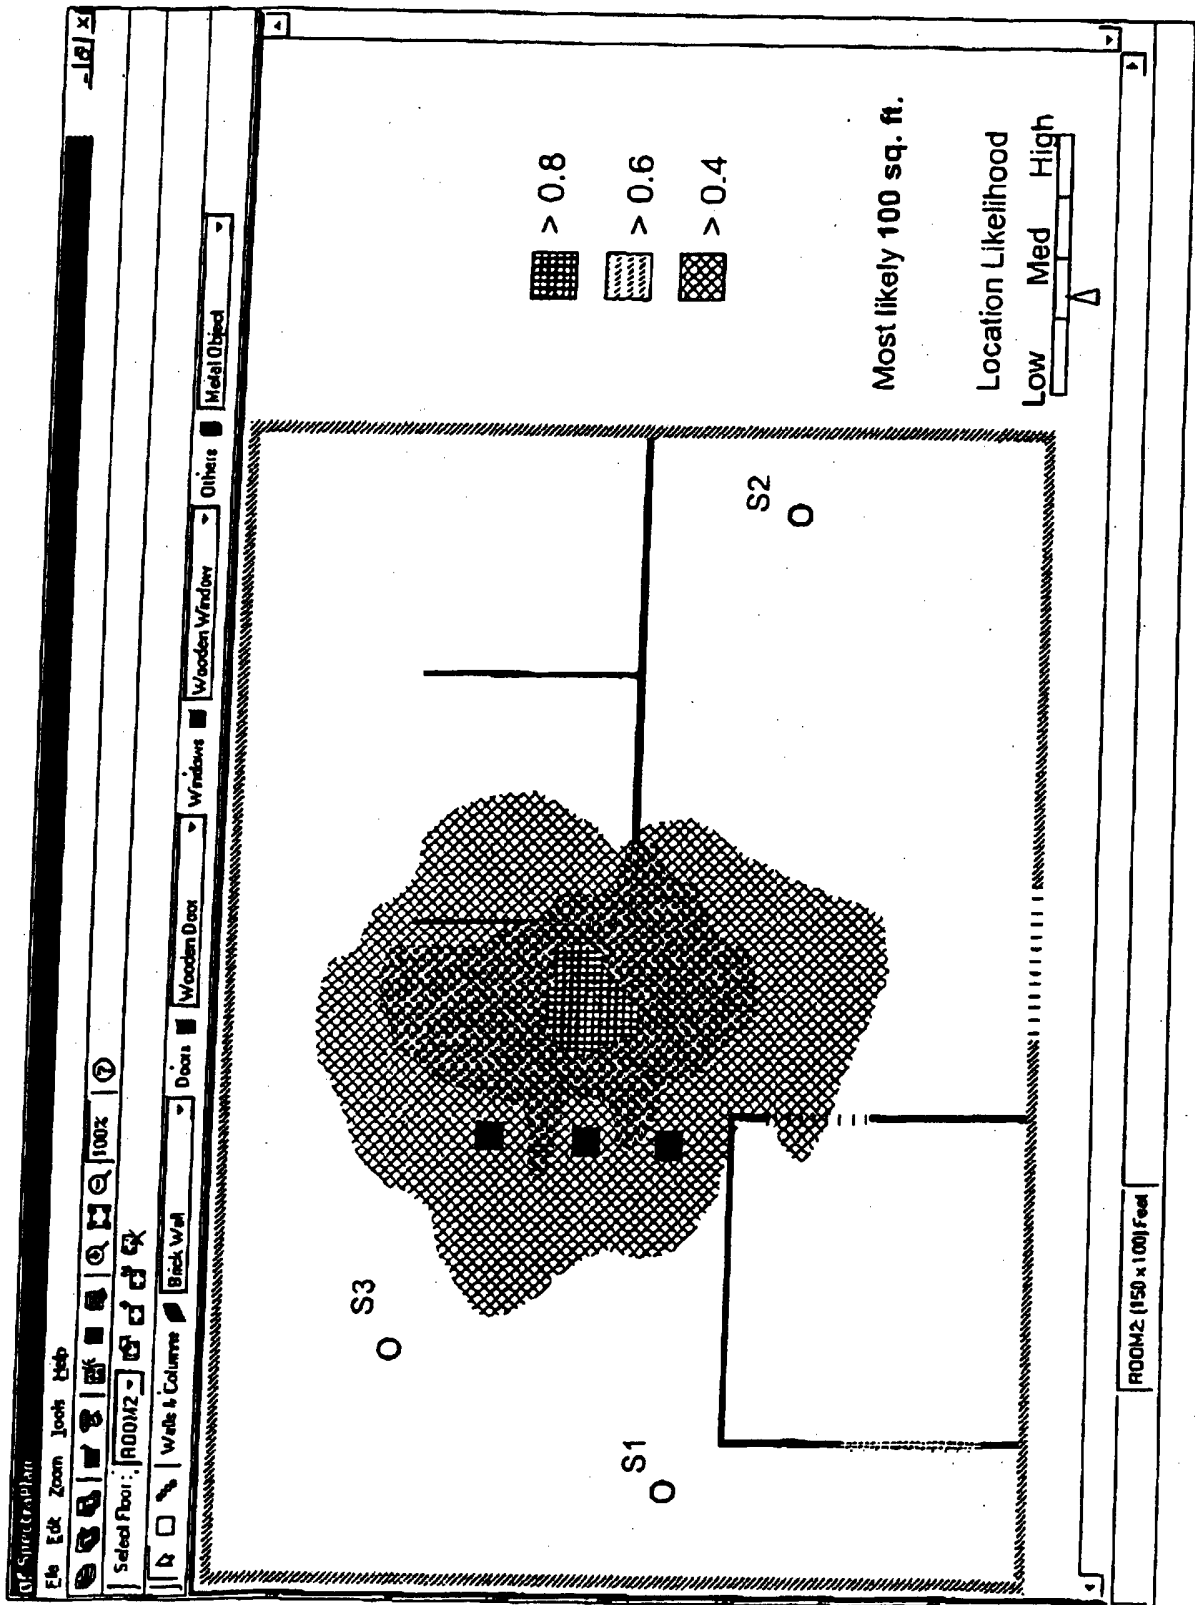 SpectraPlan
File Edit Zoom Tools Help
100% ?
Select Floor: ROOM2
Walls & Columns Brick Wall Doors Wooden Door Windows Wooden Window Others Metal Object
> 0.8
> 0.6
> 0.4
S3
S1
S2
Most likely 100 sq. ft.
Location Likelihood
Low Med High
ROOM2: (150 x 100) Feet